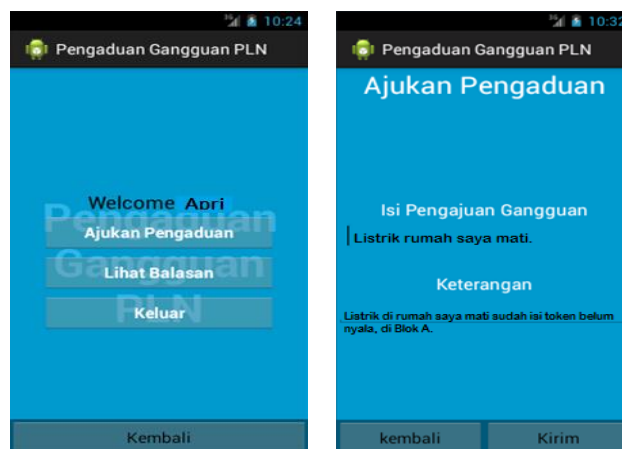 3G 10:24
Pengaduan Gangguan PLN
Welcome Apri
Pengaduan
Ajukan Pengaduan
Gangguan
Lihat Balasan
PLN
Keluar
Kembali
3G 10:32
Pengaduan Gangguan PLN
Ajukan Pengaduan
Isi Pengajuan Gangguan
Listrik rumah saya mati.
Keterangan
Listrik di rumah saya mati sudah isi token belum
nyala, di Blok A.
kembali Kirim